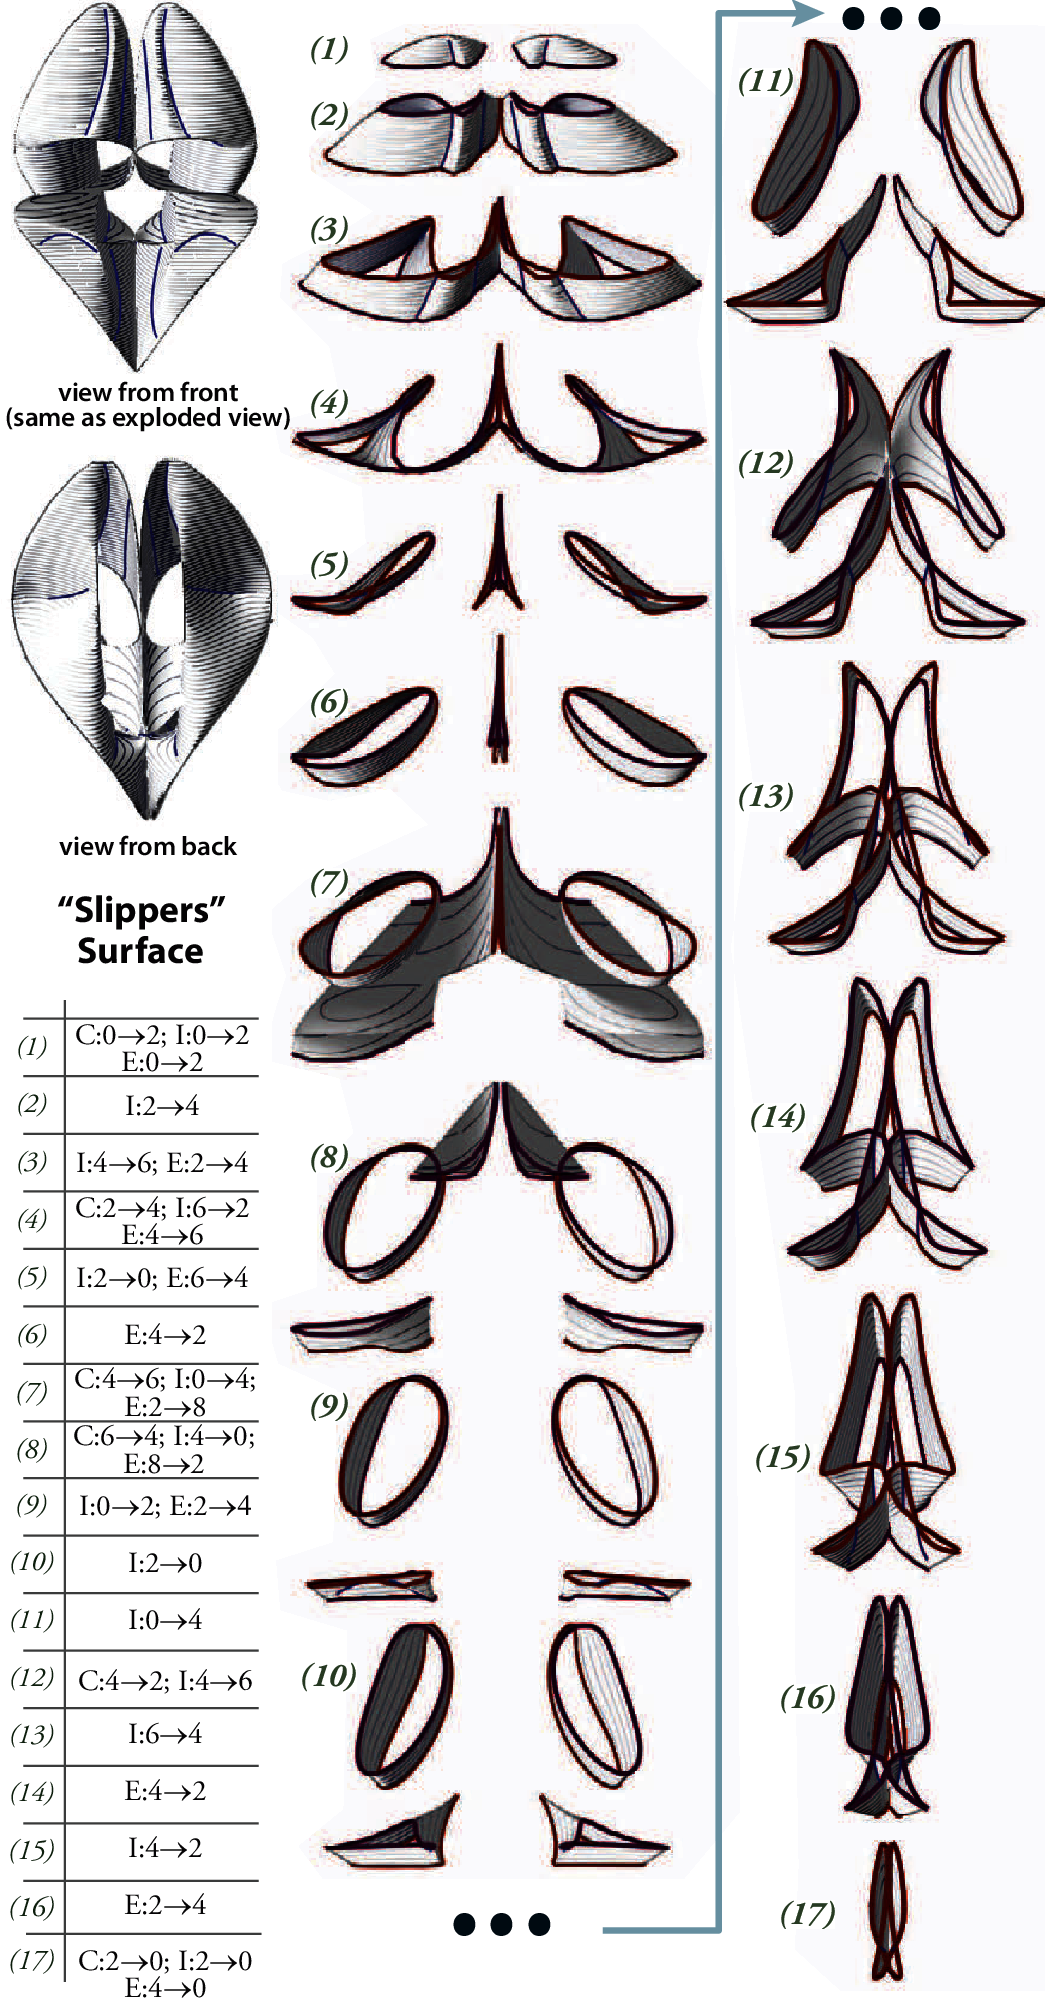 view from front
(same as exploded view)
view from back
“Slippers”
Surface
(1) C:0→2; I:0→2
E:0→2
(2) I:2→4
(3) I:4→6; E:2→4
(4) C:2→4; I:6→2
E:4→6
(5) I:2→0; E:6→4
(6) E:4→2
(7) C:4→6; I:0→4;
E:2→8
(8) C:6→4; I:4→0;
E:8→2
(9) I:0→2; E:2→4
(10) I:2→0
(11) I:0→4
(12) C:4→2; I:4→6
(13) I:6→4
(14) E:4→2
(15) I:4→2
(16) E:2→4
(17) C:2→0; I:2→0
E:4→0
(1)
(2)
(3)
(4)
(5)
(6)
(7)
(8)
(9)
(10)
(11)
(12)
(13)
(14)
(15)
(16)
(17)